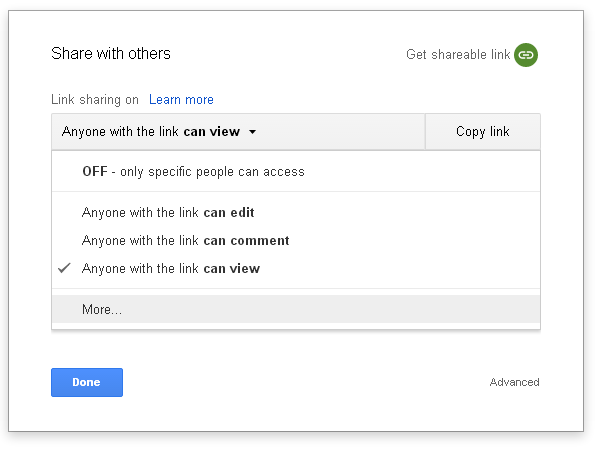 Share with others
Get shareable link
Link sharing on Learn more
Anyone with the link can view
Copy link
OFF - only specific people can access
Anyone with the link can edit
Anyone with the link can comment
Anyone with the link can view
More...
Done
Advanced